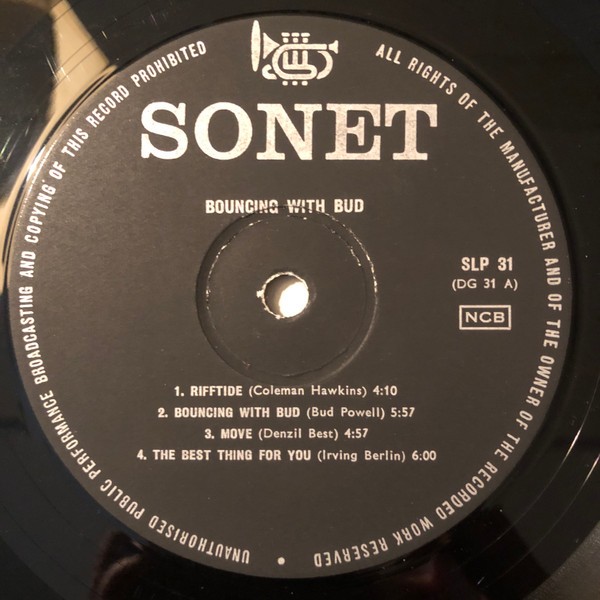 UNAUTHORISED PUBLIC PERFORMANCE BROADCASTING AND COPYING OF THIS RECORD PROHIBITED
ALL RIGHTS OF THE MANUFACTURER AND OF THE OWNER OF THE RECORDED WORK RESERVED
SONET
BOUNCING WITH BUD
SLP 31
(DG 31 A)
NCB
1. RIFFTIDE (Coleman Hawkins) 4:10
2. BOUNCING WITH BUD (Bud Powell) 5:57
3. MOVE (Denzil Best) 4:57
4. THE BEST THING FOR YOU (Irving Berlin) 6:00